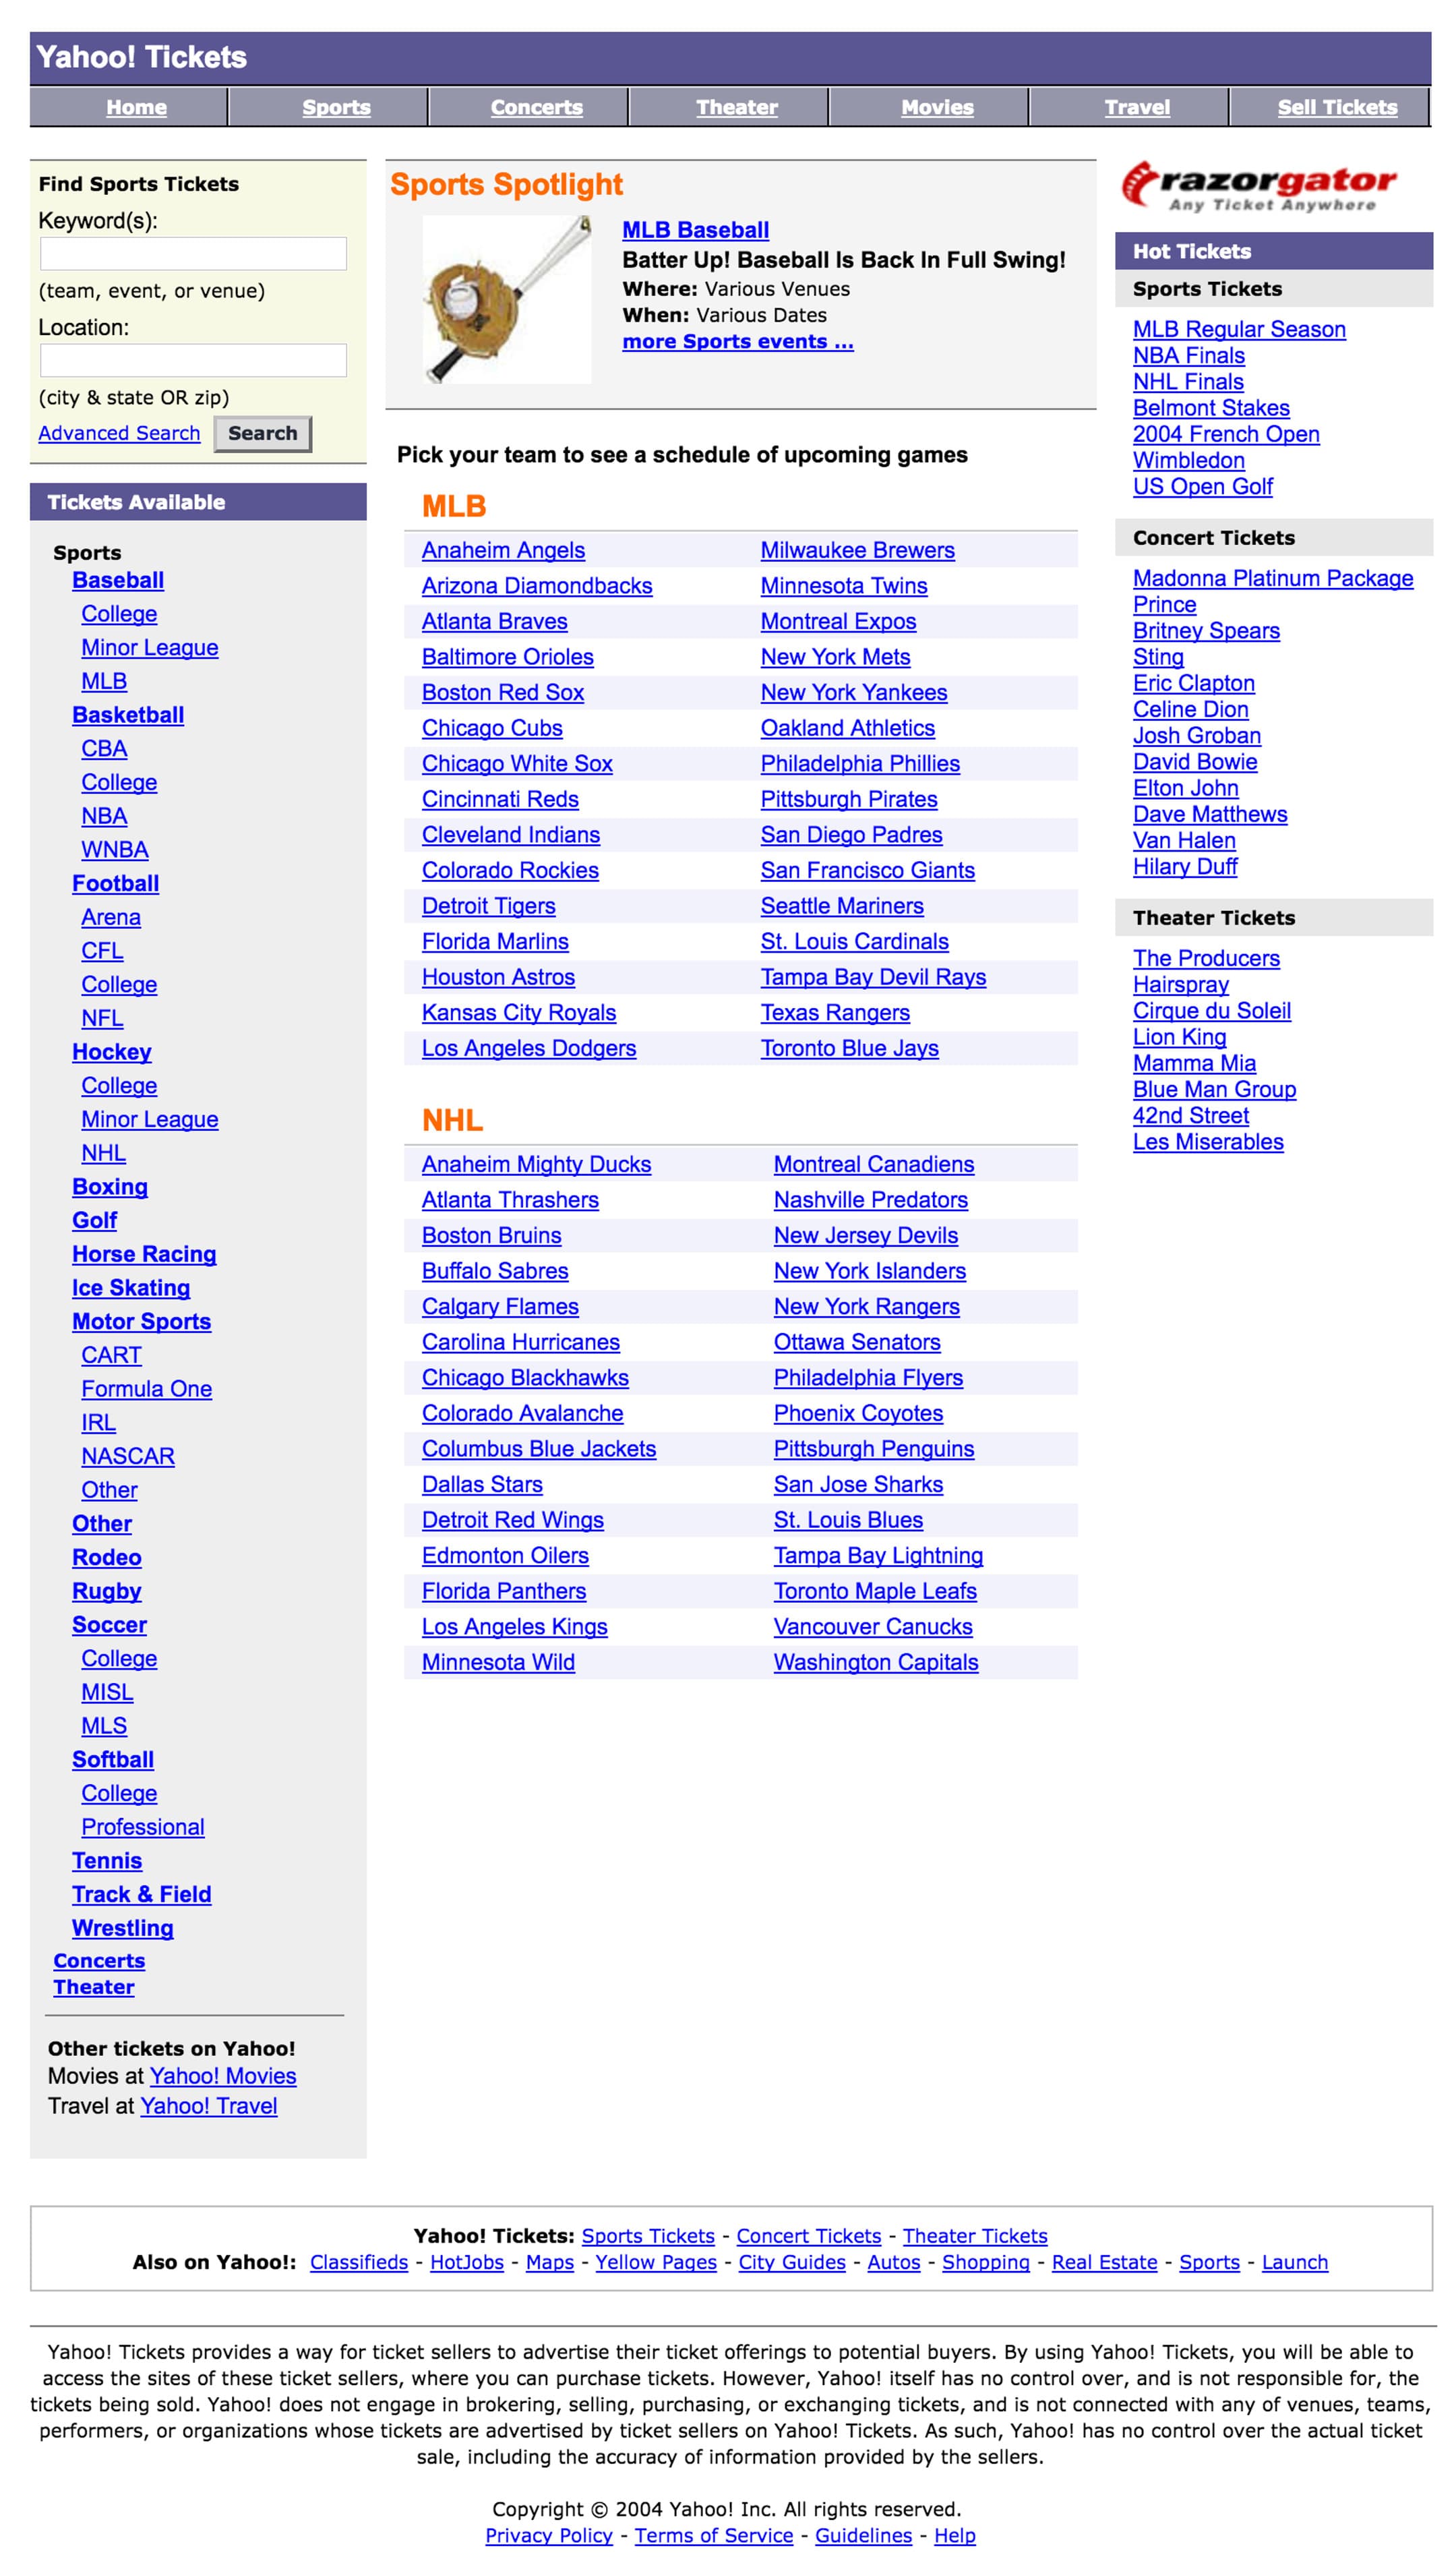 Yahoo! Tickets
Home Sports Concerts Theater Movies Travel Sell Tickets
Find Sports Tickets
Keyword(s):
(team, event, or venue)
Location:
(city & state OR zip)
Advanced Search Search
Tickets Available
Sports
Baseball
College
Minor League
MLB
Basketball
CBA
College
NBA
WNBA
Football
Arena
CFL
College
NFL
Hockey
College
Minor League
NHL
Boxing
Golf
Horse Racing
Ice Skating
Motor Sports
CART
Formula One
IRL
NASCAR
Other
Other
Rodeo
Rugby
Soccer
College
MISL
MLS
Softball
College
Professional
Tennis
Track & Field
Wrestling
Concerts
Theater
Other tickets on Yahoo!
Movies at Yahoo! Movies
Travel at Yahoo! Travel
Sports Spotlight
MLB Baseball
Batter Up! Baseball Is Back In Full Swing!
Where: Various Venues
When: Various Dates
more Sports events ...
Pick your team to see a schedule of upcoming games
MLB
Anaheim Angels Milwaukee Brewers
Arizona Diamondbacks Minnesota Twins
Atlanta Braves Montreal Expos
Baltimore Orioles New York Mets
Boston Red Sox New York Yankees
Chicago Cubs Oakland Athletics
Chicago White Sox Philadelphia Phillies
Cincinnati Reds Pittsburgh Pirates
Cleveland Indians San Diego Padres
Colorado Rockies San Francisco Giants
Detroit Tigers Seattle Mariners
Florida Marlins St. Louis Cardinals
Houston Astros Tampa Bay Devil Rays
Kansas City Royals Texas Rangers
Los Angeles Dodgers Toronto Blue Jays
NHL
Anaheim Mighty Ducks Montreal Canadiens
Atlanta Thrashers Nashville Predators
Boston Bruins New Jersey Devils
Buffalo Sabres New York Islanders
Calgary Flames New York Rangers
Carolina Hurricanes Ottawa Senators
Chicago Blackhawks Philadelphia Flyers
Colorado Avalanche Phoenix Coyotes
Columbus Blue Jackets Pittsburgh Penguins
Dallas Stars San Jose Sharks
Detroit Red Wings St. Louis Blues
Edmonton Oilers Tampa Bay Lightning
Florida Panthers Toronto Maple Leafs
Los Angeles Kings Vancouver Canucks
Minnesota Wild Washington Capitals
razorgator
Any Ticket Anywhere
Hot Tickets
Sports Tickets
MLB Regular Season
NBA Finals
NHL Finals
Belmont Stakes
2004 French Open
Wimbledon
US Open Golf
Concert Tickets
Madonna Platinum Package
Prince
Britney Spears
Sting
Eric Clapton
Celine Dion
Josh Groban
David Bowie
Elton John
Dave Matthews
Van Halen
Hilary Duff
Theater Tickets
The Producers
Hairspray
Cirque du Soleil
Lion King
Mamma Mia
Blue Man Group
42nd Street
Les Miserables
Yahoo! Tickets: Sports Tickets - Concert Tickets - Theater Tickets
Also on Yahoo!: Classifieds - HotJobs - Maps - Yellow Pages - City Guides - Autos - Shopping - Real Estate - Sports - Launch
Yahoo! Tickets provides a way for ticket sellers to advertise their ticket offerings to potential buyers. By using Yahoo! Tickets, you will be able to
access the sites of these ticket sellers, where you can purchase tickets. However, Yahoo! itself has no control over, and is not responsible for, the
tickets being sold. Yahoo! does not engage in brokering, selling, purchasing, or exchanging tickets, and is not connected with any of venues, teams,
performers, or organizations whose tickets are advertised by ticket sellers on Yahoo! Tickets. As such, Yahoo! has no control over the actual ticket
sale, including the accuracy of information provided by the sellers.
Copyright © 2004 Yahoo! Inc. All rights reserved.
Privacy Policy - Terms of Service - Guidelines - Help